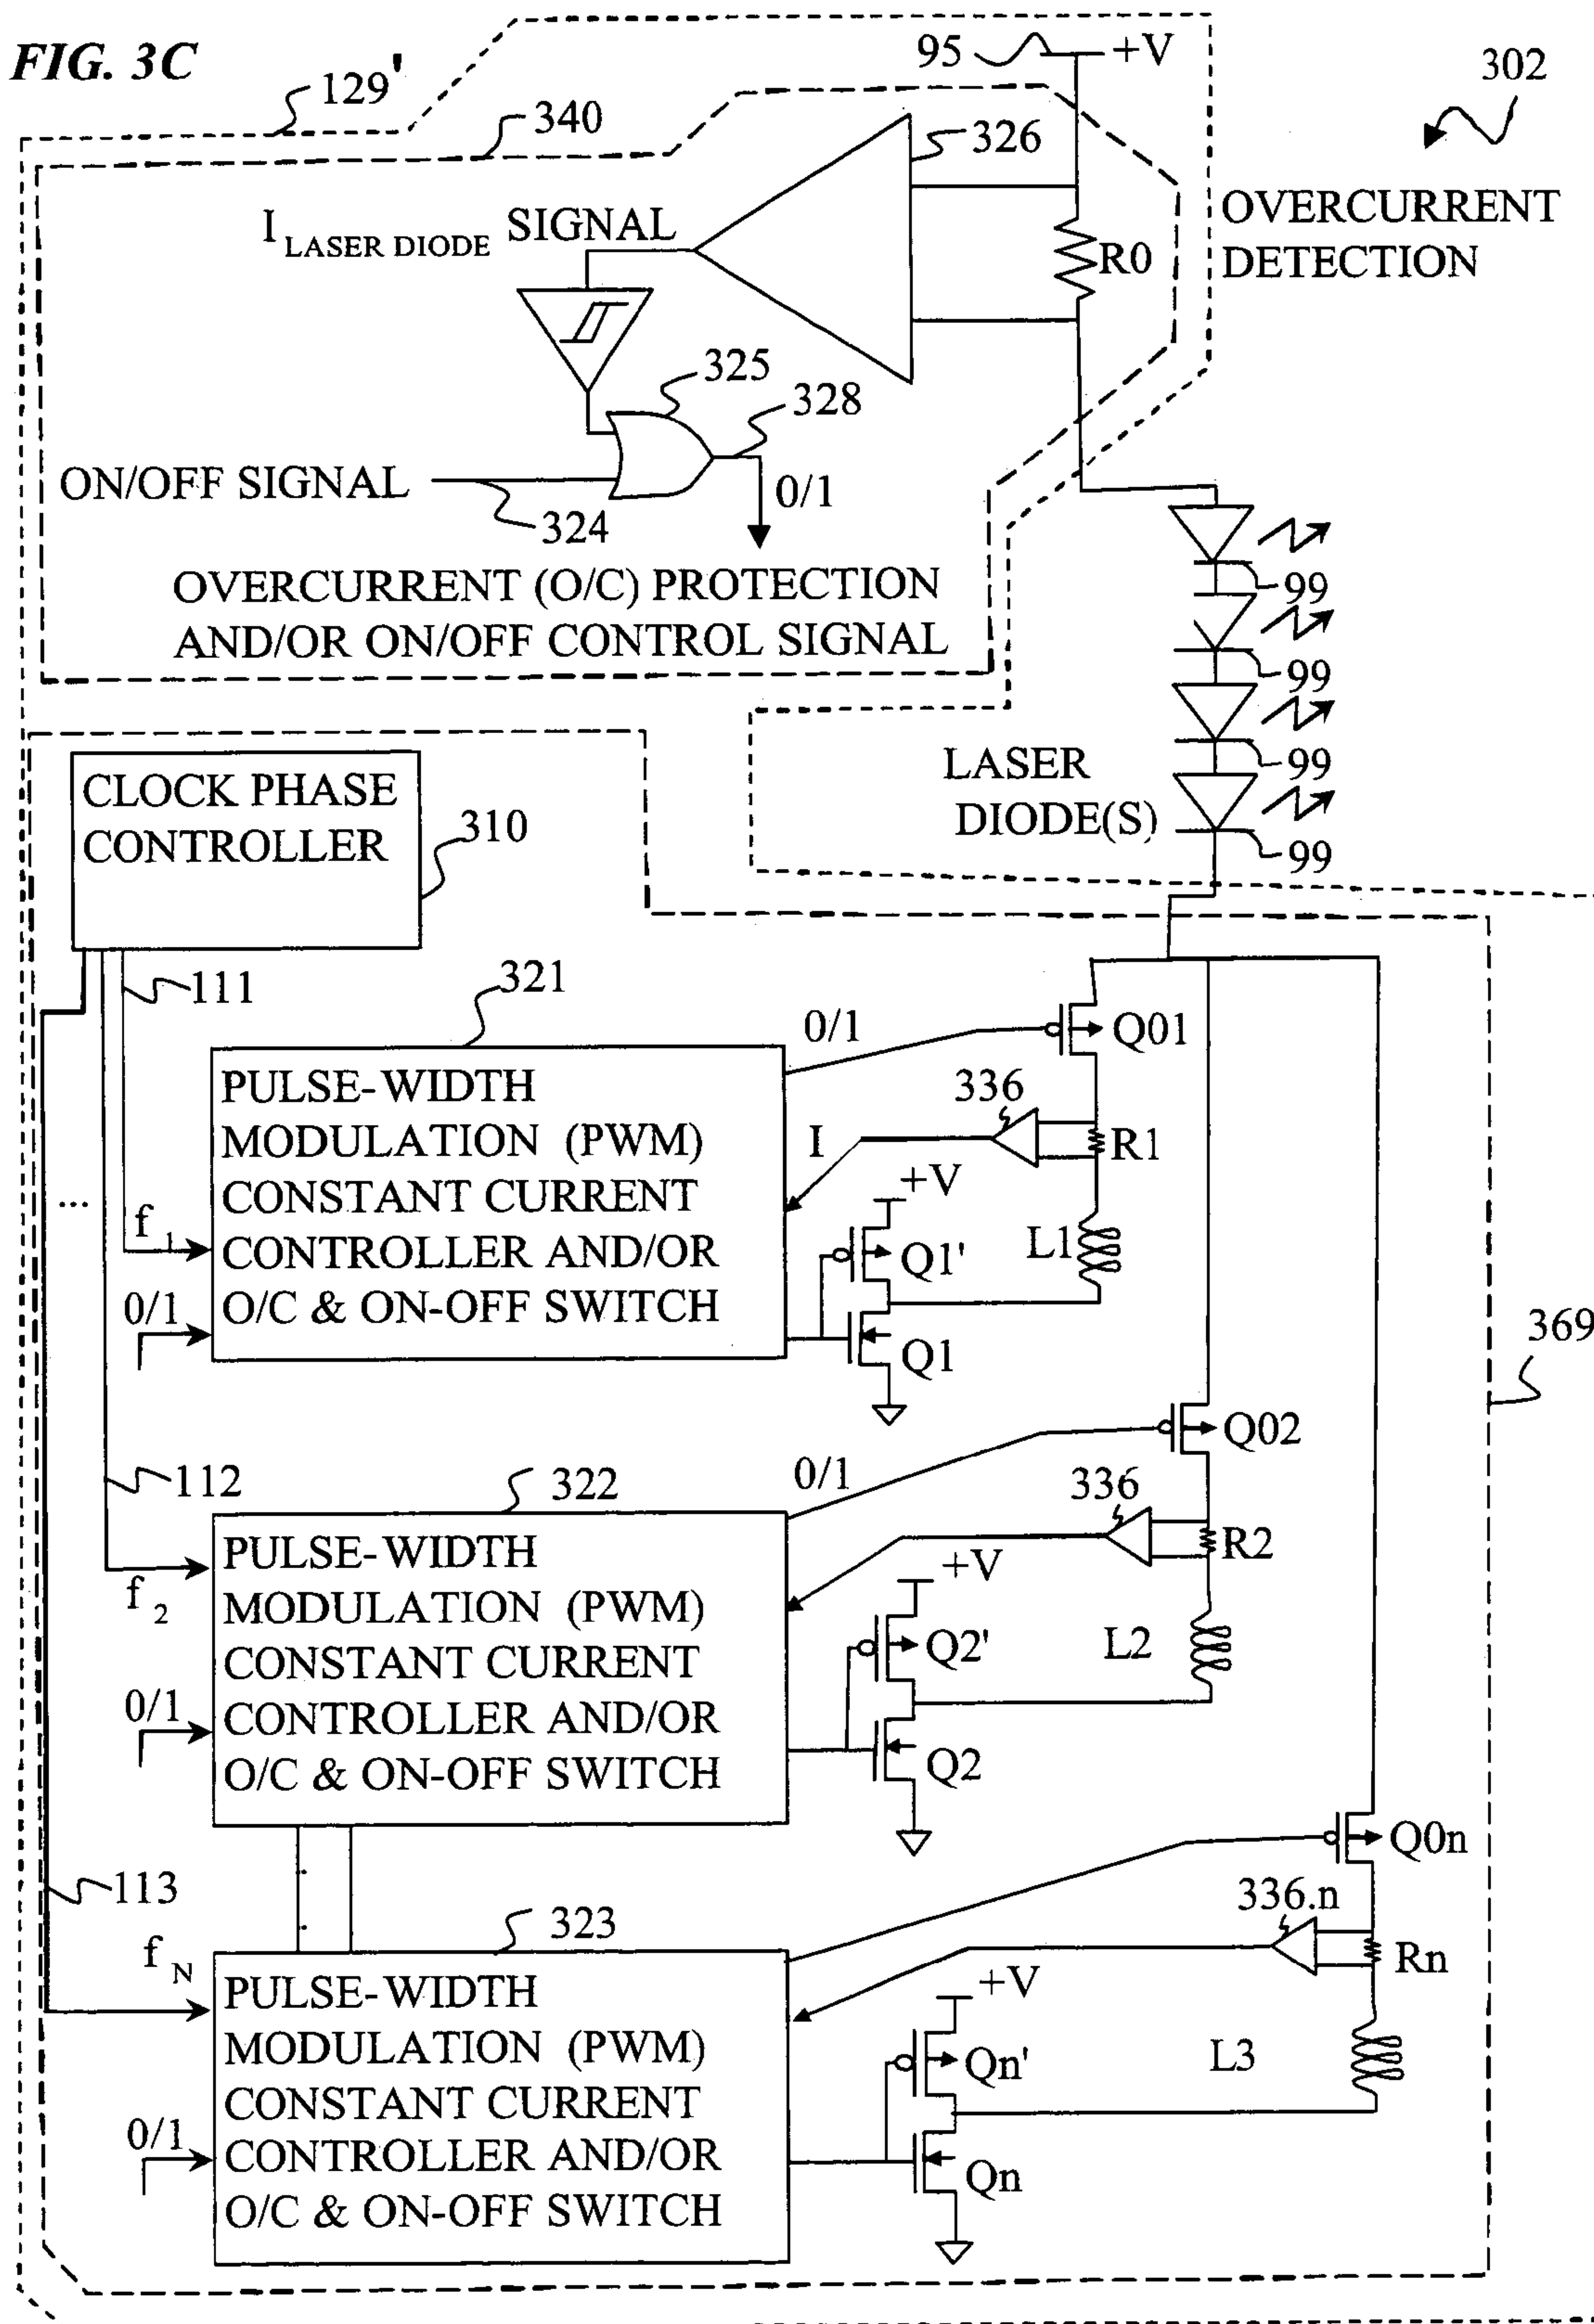 FIG. 3C
129'
340
95
+V
302
326
I LASER DIODE SIGNAL
R0
OVERCURRENT
DETECTION
325
328
ON/OFF SIGNAL
324
0/1
OVERCURRENT (O/C) PROTECTION
AND/OR ON/OFF CONTROL SIGNAL
99
99
99
99
LASER
DIODE(S)
CLOCK PHASE
CONTROLLER
310
111
321
0/1
Q01
PULSE-WIDTH
MODULATION (PWM)
CONSTANT CURRENT
CONTROLLER AND/OR
O/C & ON-OFF SWITCH
336
I
R1
+V
...
f 1
Q1'
L1
0/1
Q1
369
112
322
0/1
Q02
PULSE-WIDTH
MODULATION (PWM)
CONSTANT CURRENT
CONTROLLER AND/OR
O/C & ON-OFF SWITCH
336
R2
+V
f 2
Q2'
L2
0/1
Q2
Q0n
113
323
336.n
f N
PULSE-WIDTH
MODULATION (PWM)
CONSTANT CURRENT
CONTROLLER AND/OR
O/C & ON-OFF SWITCH
Rn
+V
Qn'
L3
0/1
Qn